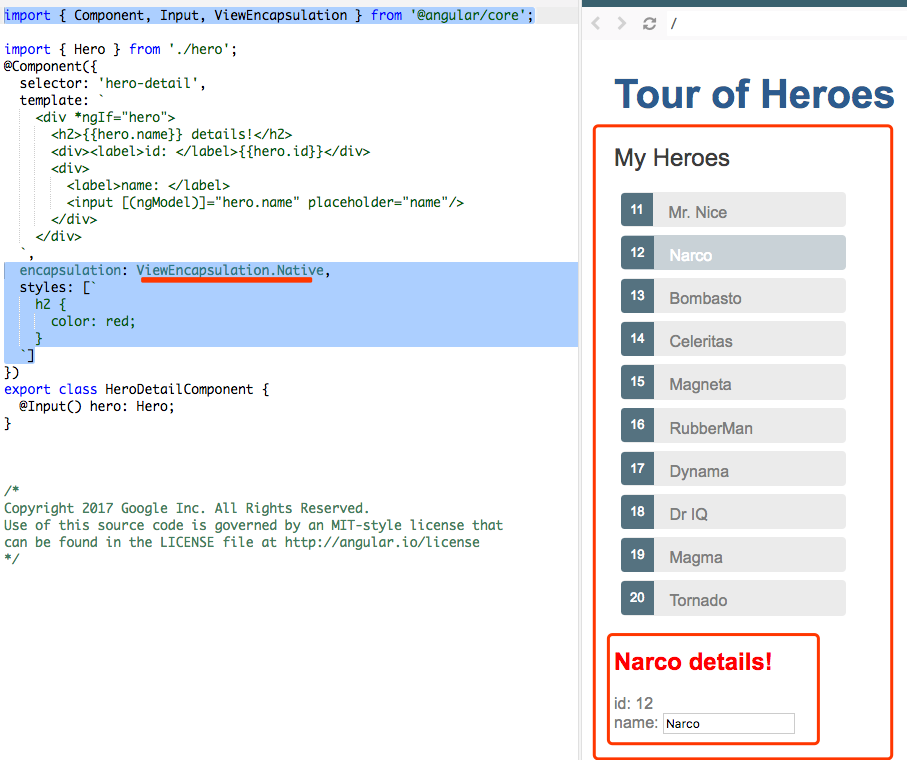 import { Component, Input, ViewEncapsulation } from '@angular/core';
import { Hero } from './hero';
@Component({
  selector: 'hero-detail',
  template: `
    <div *ngIf="hero">
      <h2>{{hero.name}} details!</h2>
      <div><label>id: </label>{{hero.id}}</div>
      <div>
        <label>name: </label>
        <input [(ngModel)]="hero.name" placeholder="name"/>
      </div>
    </div>
  `,
  encapsulation: ViewEncapsulation.Native,
  styles: [`
    h2 {
      color: red;
    }
  `]
})
export class HeroDetailComponent {
  @Input() hero: Hero;
}
/*
Copyright 2017 Google Inc. All Rights Reserved.
Use of this source code is governed by an MIT-style license that
can be found in the LICENSE file at http://angular.io/license
*/
/
Tour of Heroes
My Heroes
11 Mr. Nice
12 Narco
13 Bombasto
14 Celeritas
15 Magneta
16 RubberMan
17 Dynama
18 Dr IQ
19 Magma
20 Tornado
Narco details!
id: 12
name: Narco